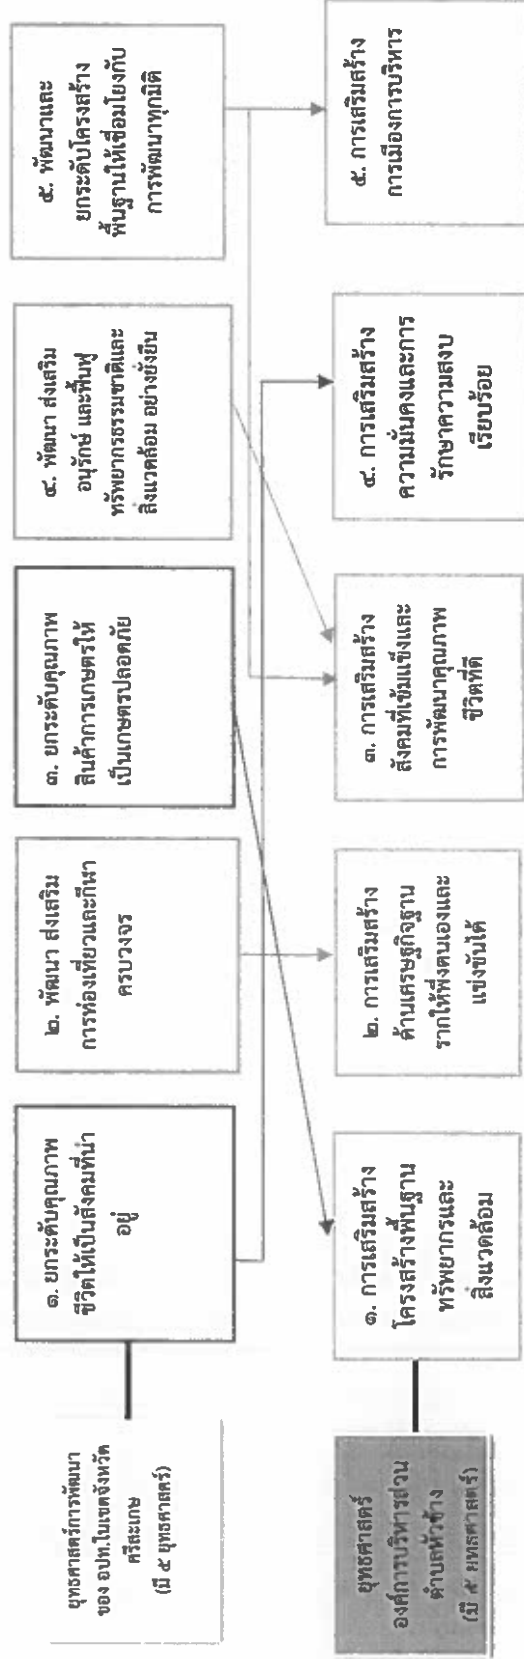 ยุทธศาสตร์การพัฒนา
ของ อปท.ในเขตจังหวัด
ศรีสะเกษ
(มี ๕ ยุทธศาสตร์)
๑. ยกระดับคุณภาพ
ชีวิตให้เป็นสังคมที่น่า
อยู่
๒. พัฒนา ส่งเสริม
การท่องเที่ยวและกีฬา
ครบวงจร
๓. ยกระดับคุณภาพ
สินค้าการเกษตรให้
เป็นเกษตรปลอดภัย
๔. พัฒนา ส่งเสริม
อนุรักษ์ และฟื้นฟู
ทรัพยากรธรรมชาติและ
สิ่งแวดล้อม อย่างยั่งยืน
๕. พัฒนาและ
ยกระดับโครงสร้าง
พื้นฐานให้เชื่อมโยงกับ
การพัฒนาทุกมิติ
ยุทธศาสตร์
องค์การบริหารส่วน
ตำบลหัวช้าง
(มี ๕ ยุทธศาสตร์)
๑. การเสริมสร้าง
โครงสร้างพื้นฐาน
ทรัพยากรและ
สิ่งแวดล้อม
๒. การเสริมสร้าง
ด้านเศรษฐกิจฐาน
รากให้พึ่งตนเองและ
แข่งขันได้
๓. การเสริมสร้าง
สังคมที่เข้มแข็งและ
การพัฒนาคุณภาพ
ชีวิตที่ดี
๔. การเสริมสร้าง
ความมั่นคงและการ
รักษาความสงบ
เรียบร้อย
๕. การเสริมสร้าง
การเมืองการบริหาร